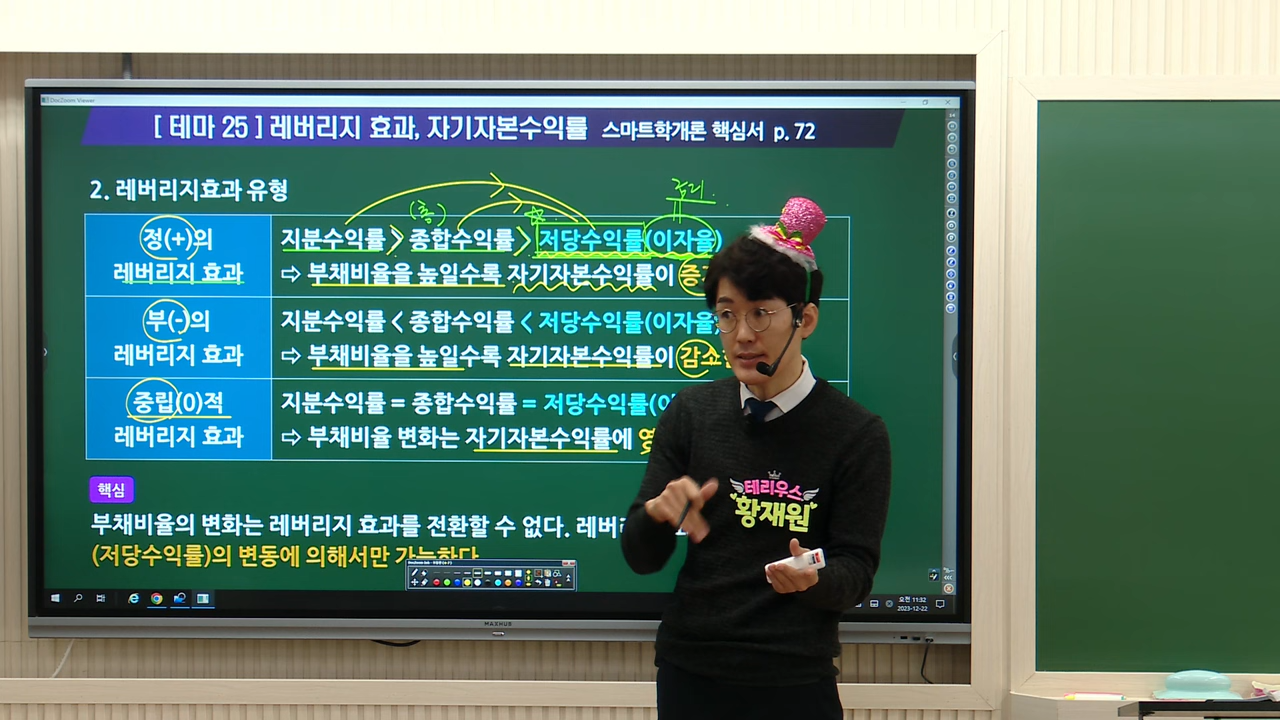 DocZoom Viewer
[ 테마 25 ] 레버리지 효과, 자기자본수익률 스마트학개론 핵심서 p. 72
2. 레버리지효과 유형
금리
(총)
정(+)의
레버리지 효과
지분수익률 > 종합수익률 > 저당수익률(이자율)
⇨ 부채비율을 높일수록 자기자본수익률이
부(-)의
레버리지 효과
지분수익률 < 종합수익률 < 저당수익률(이자율)
⇨ 부채비율을 높일수록 자기자본수익률이 감소
중립(0)적
레버리지 효과
지분수익률 = 종합수익률 = 저당수익률(이
⇨ 부채비율 변화는 자기자본수익률에
핵심
부채비율의 변화는 레버리지 효과를 전환할 수 없다. 레버
(저당수익률)의 변동에 의해서만 가능하다
테리우스
황재원
오전 11:32
2023-12-22
MAXHUB